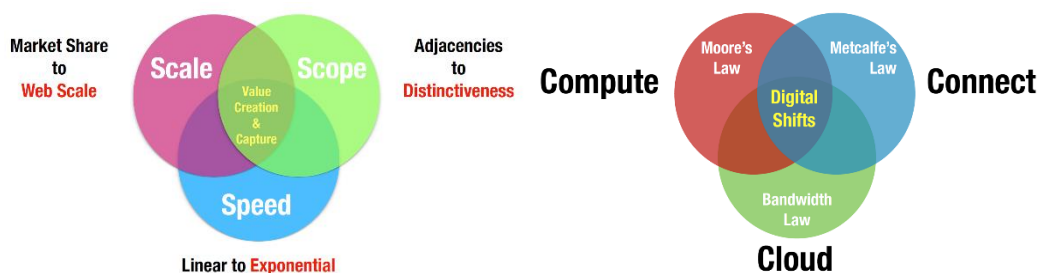 Market Share
to
Web Scale
Scale
Scope
Value
Creation
&
Capture
Speed
Adjacencies
to
Distinctiveness
Linear to Exponential
Compute
Moore's
Law
Metcalfe's
Law
Digital
Shifts
Bandwidth
Law
Connect
Cloud